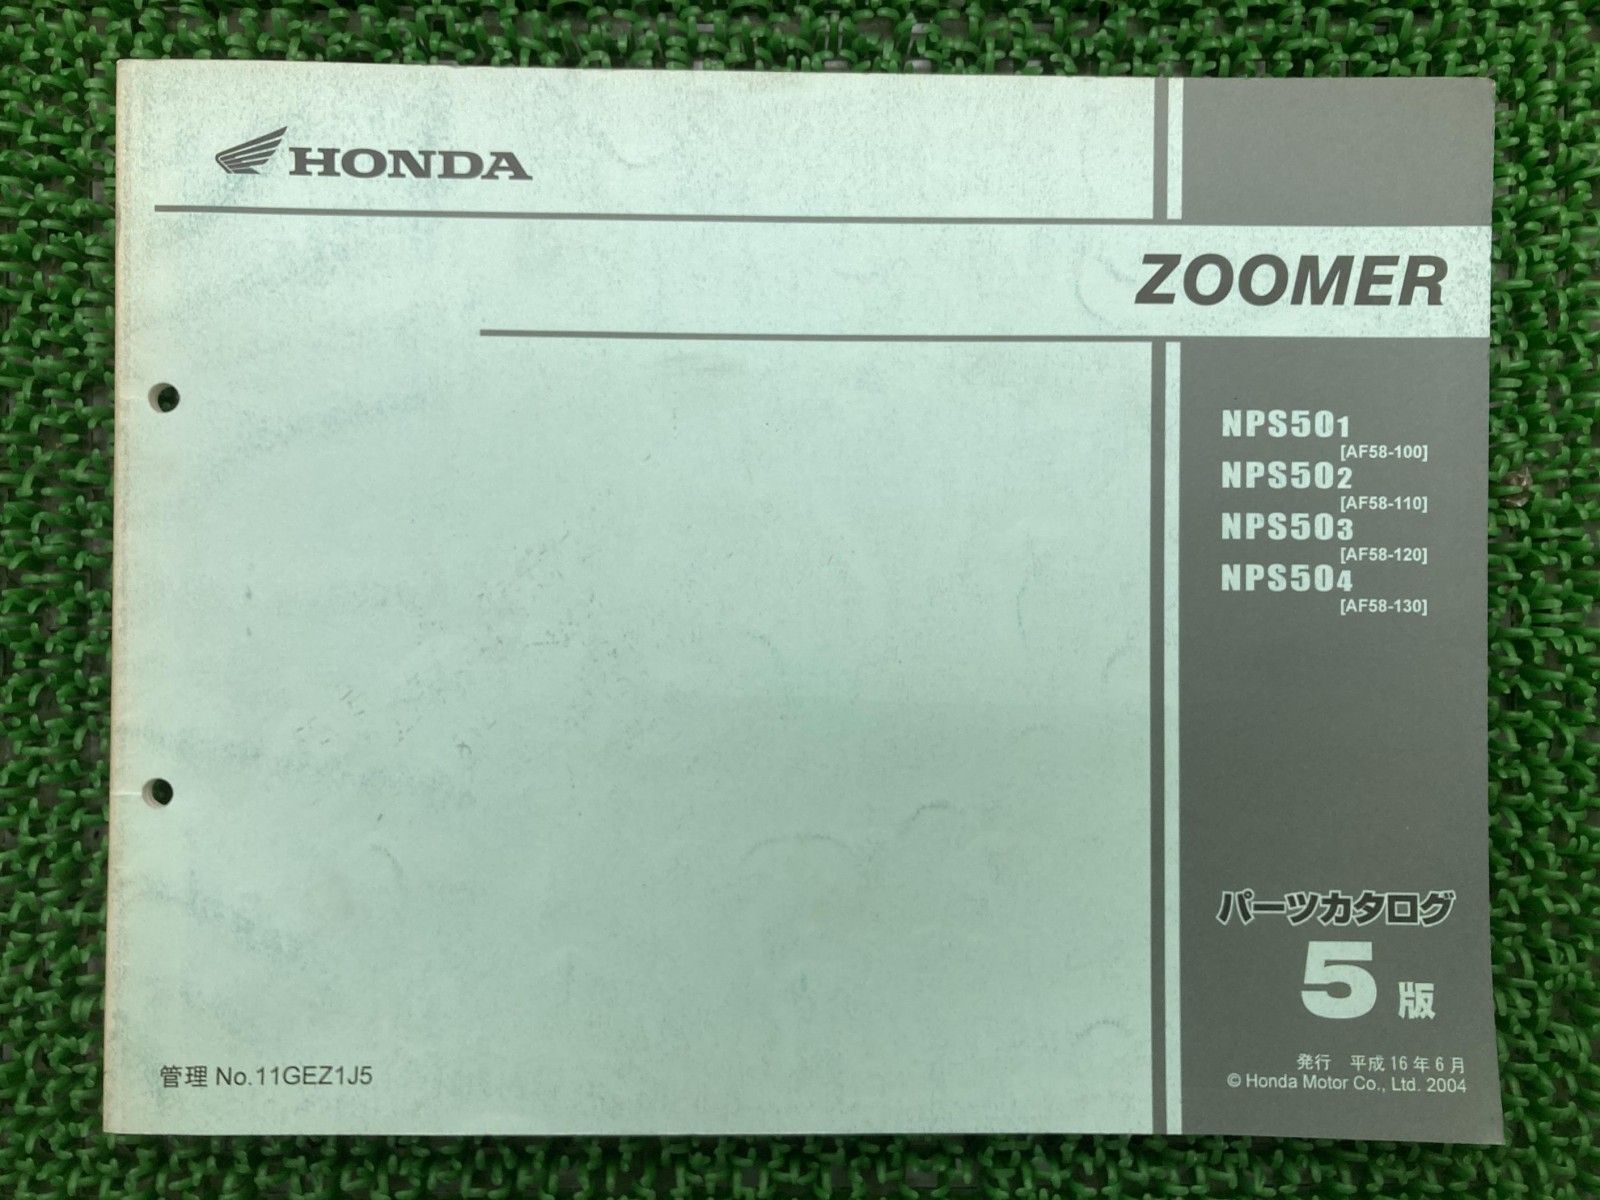 HONDA
ZOOMER
NPS501
[AF58-100]
NPS502
[AF58-110]
NPS503
[AF58-120]
NPS504
[AF58-130]
パーツカタログ
5版
発行 平成16年6月
© Honda Motor Co., Ltd. 2004
管理 No.11GEZ1J5